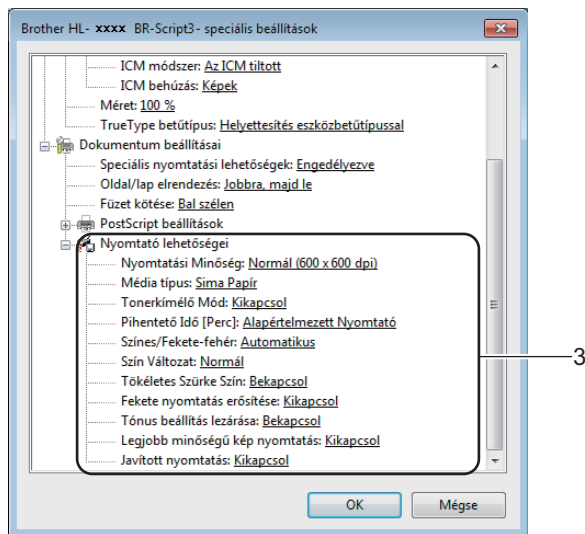 Brother HL- xxxx BR-Script3- speciális beállítások
ICM módszer: Az ICM tiltott
ICM behúzás: Képek
Méret: 100 %
TrueType betűtípus: Helyettesítés eszközbetűtípussal
Dokumentum beállításai
Speciális nyomtatási lehetőségek: Engedélyezve
Oldal/lap elrendezés: Jobbra, majd le
Füzet kötése: Bal szélen
PostScript beállítások
Nyomtató lehetőségei
Nyomtatási Minőség: Normál (600 x 600 dpi)
Média típus: Sima Papír
Tonerkímélő Mód: Kikapcsol
Pihentető Idő [Perc]: Alapértelmezett Nyomtató
Színes/Fekete-fehér: Automatikus
Szín Változat: Normál
Tökéletes Szürke Szín: Bekapcsol
Fekete nyomtatás erősítése: Kikapcsol
Tónus beállítás lezárása: Bekapcsol
Legjobb minőségű kép nyomtatás: Kikapcsol
Javított nyomtatás: Kikapcsol
3
OK
Mégse